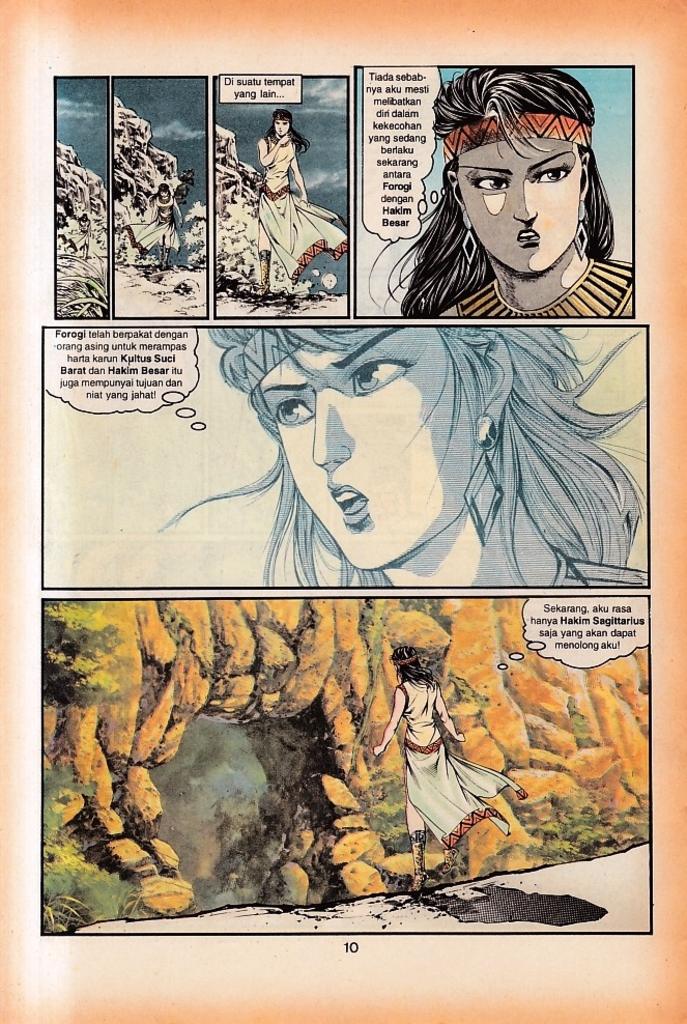 Di suatu tempat
yang lain...
Tiada sebab-
nya aku mesti
melibatkan
diri dalam
kekecohan
yang sedang
berlaku
sekarang
antara
Forogi
dengan
Hakim
Besar
Forogi telah berpakat dengan
orang asing untuk merampas
harta karun Kultus Suci
Barat dan Hakim Besar itu
juga mempunyai tujuan dan
niat yang jahat!
Sekarang, aku rasa
hanya Hakim Sagittarius
saja yang akan dapat
menolong aku!
10